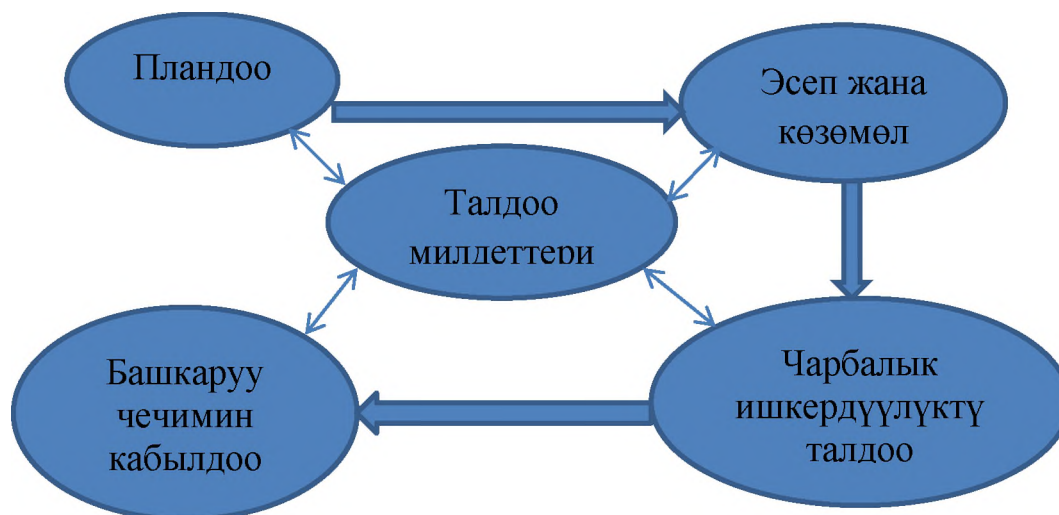 Пландоо
Эсеп жана
көзөмөл
Талдоо
милдеттери
Башкаруу
чечимин
кабылдоо
Чарбалык
ишкердүүлүктү
талдоо